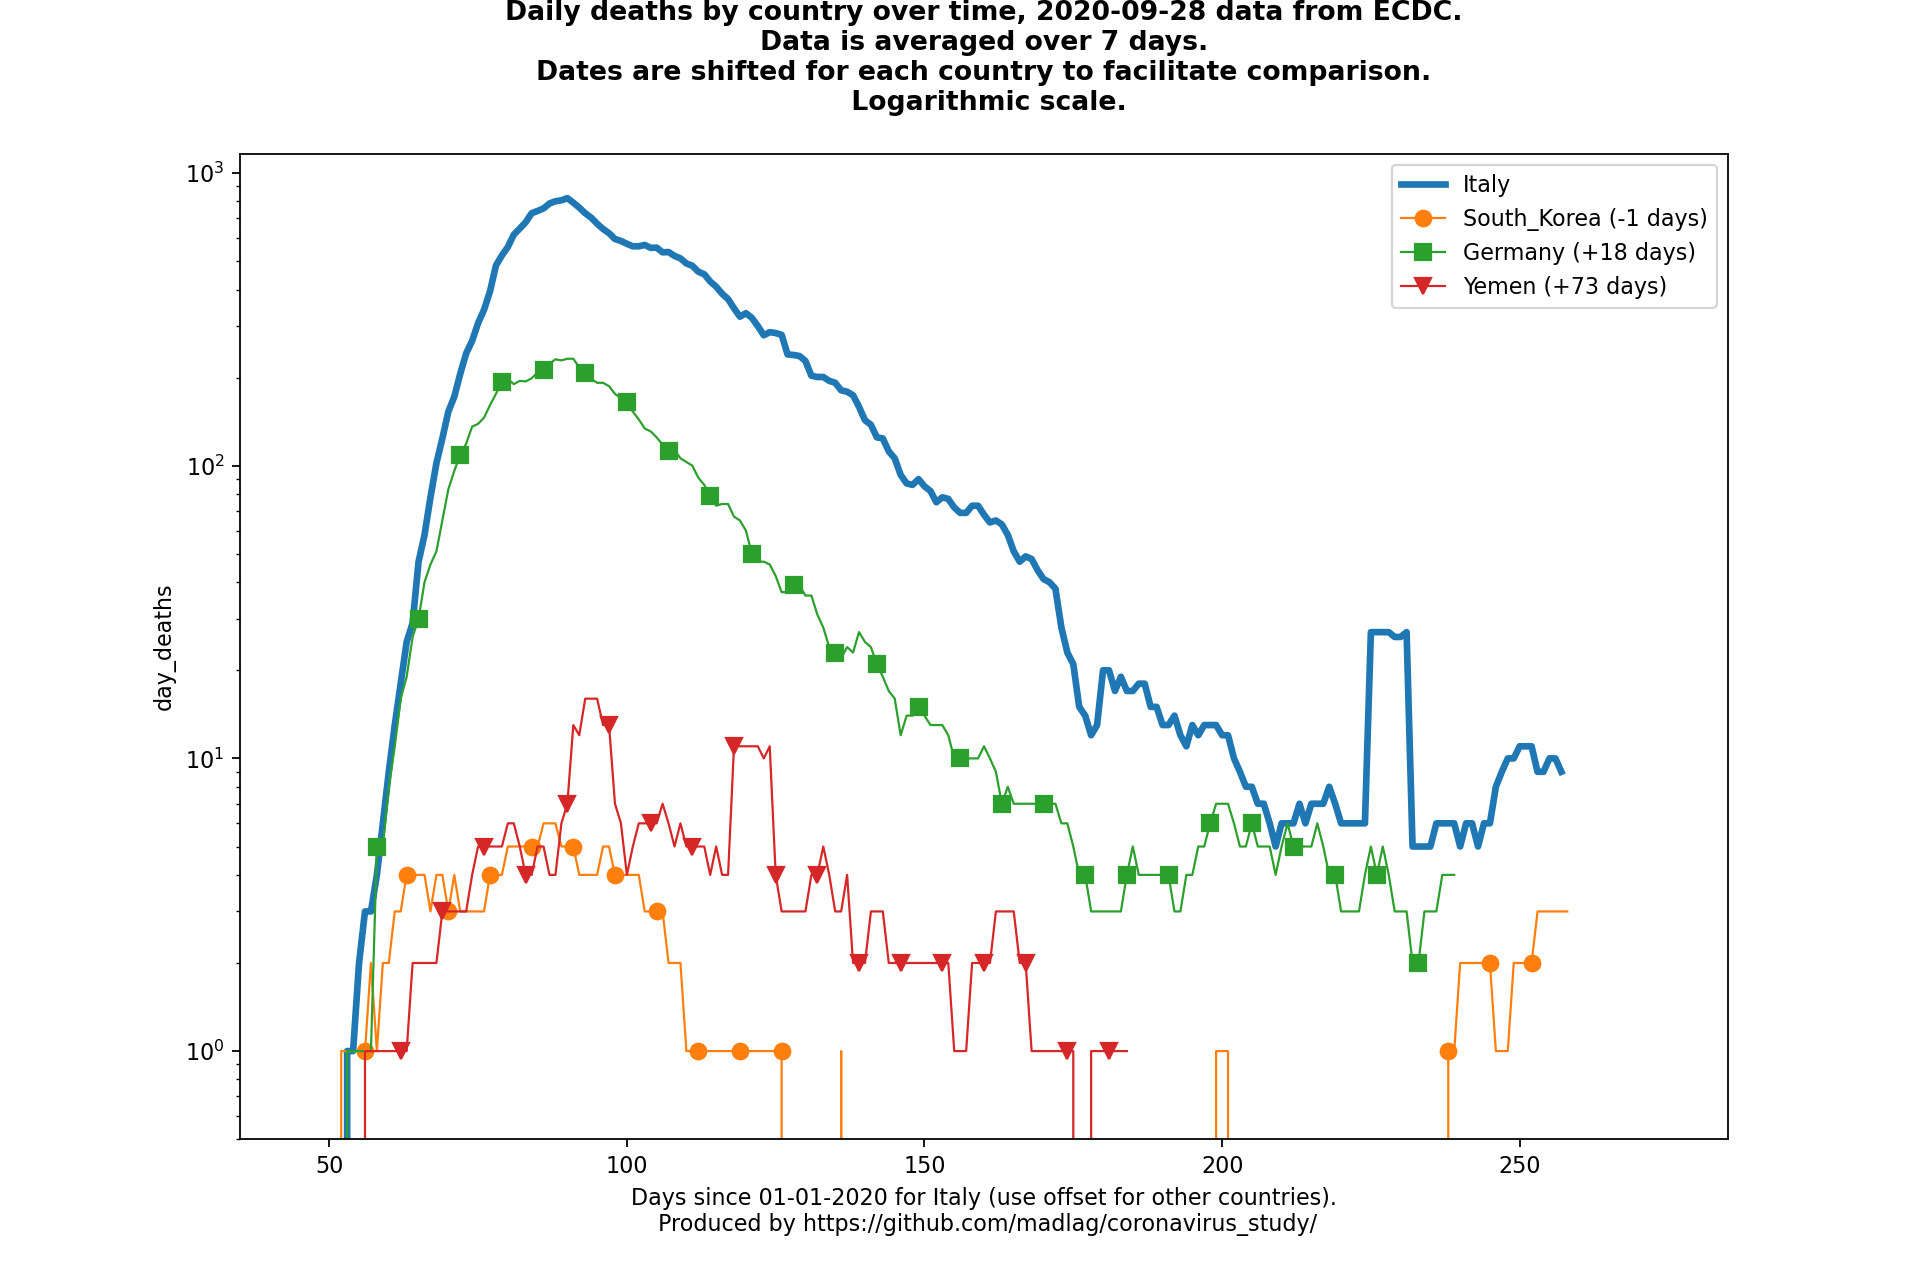 Daily deaths by country over time, 2020-09-28 data from ECDC.
Data is averaged over 7 days.
Dates are shifted for each country to facilitate comparison.
Logarithmic scale.
10³
10²
10¹
10⁰
day_deaths
Italy
South_Korea (-1 days)
Germany (+18 days)
Yemen (+73 days)
50 100 150 200 250
Days since 01-01-2020 for Italy (use offset for other countries).
Produced by https://github.com/madlag/coronavirus_study/